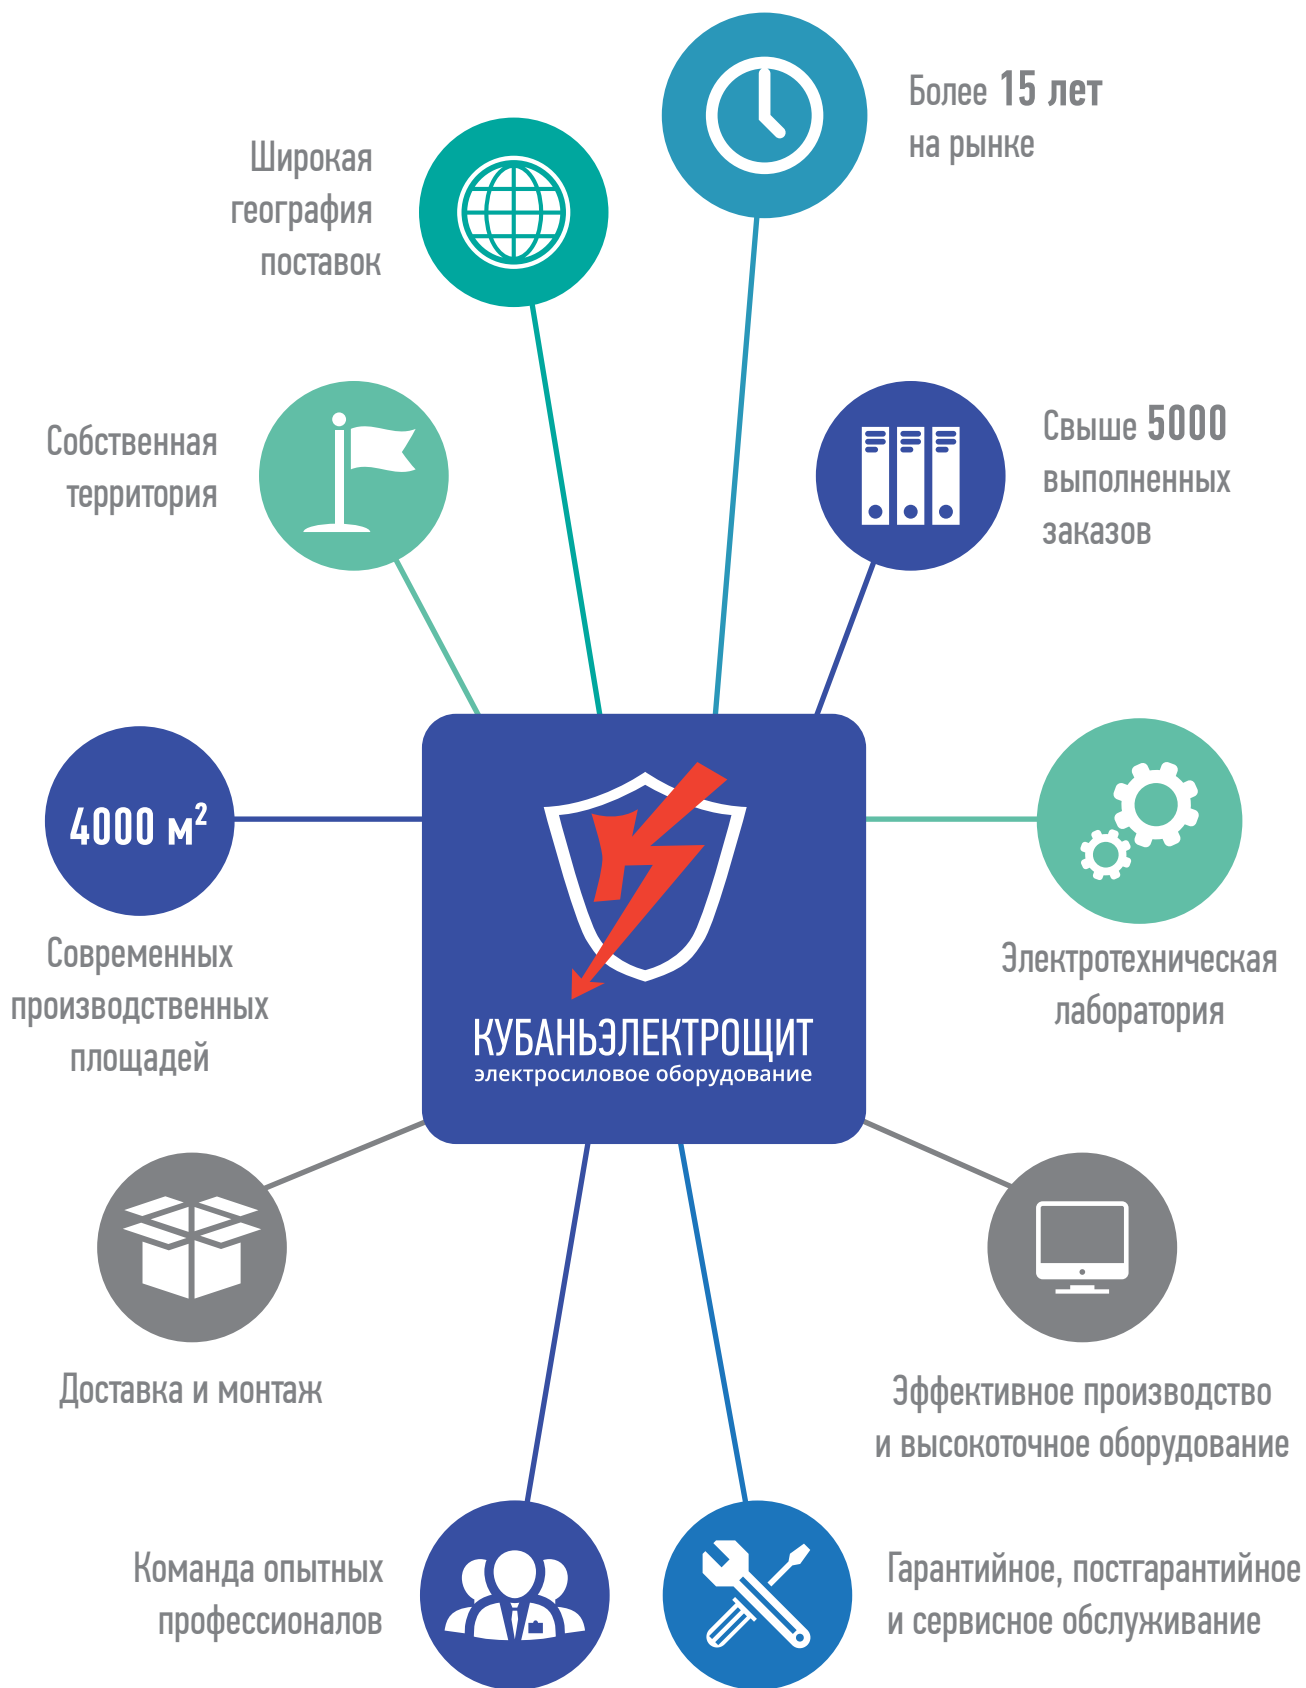 Более 15 лет
на рынке
Широкая
география
поставок
Собственная
территория
Свыше 5000
выполненных
заказов
4000 м²
Современных
производственных
площадей
КУБАНЬЭЛЕКТРОЩИТ
электросиловое оборудование
Электротехническая
лаборатория
Доставка и монтаж
Эффективное производство
и высокоточное оборудование
Команда опытных
профессионалов
Гарантийное, постгарантийное
и сервисное обслуживание